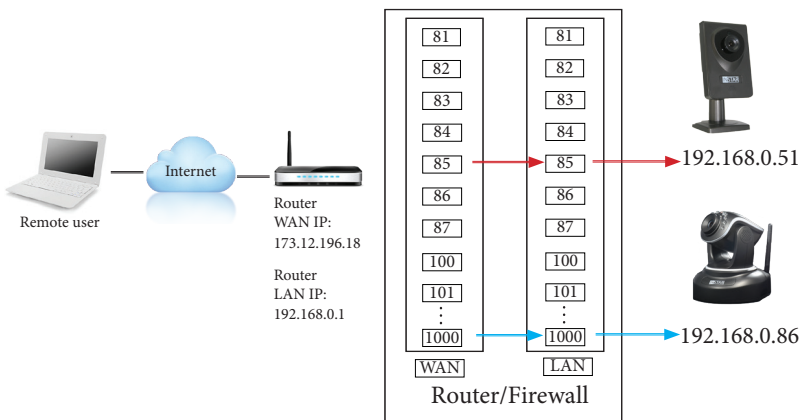 Remote user
Internet
Router
WAN IP:
173.12.196.18
Router
LAN IP:
192.168.0.1
81
82
83
84
85
86
87
100
101
1000
WAN
81
82
83
84
85
86
87
100
101
1000
LAN
Router/Firewall
STAR
192.168.0.51
STAR
192.168.0.86